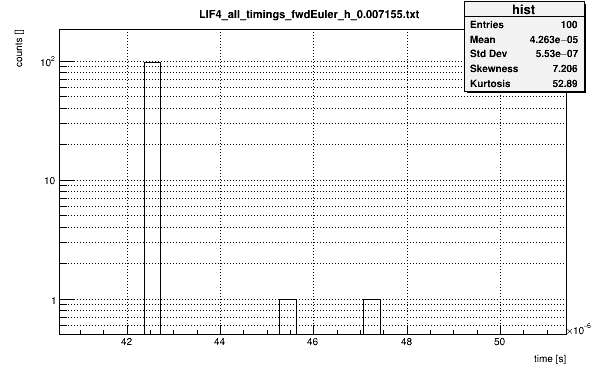 LIF4_all_timings_fwdEuler_h_0.007155.txt
hist
Entries 100
Mean 4.263e−05
Std Dev 5.53e−07
Skewness 7.206
Kurtosis 52.89
counts []
10²
10
1
42 44 46 48 50
×10⁻⁶
time [s]